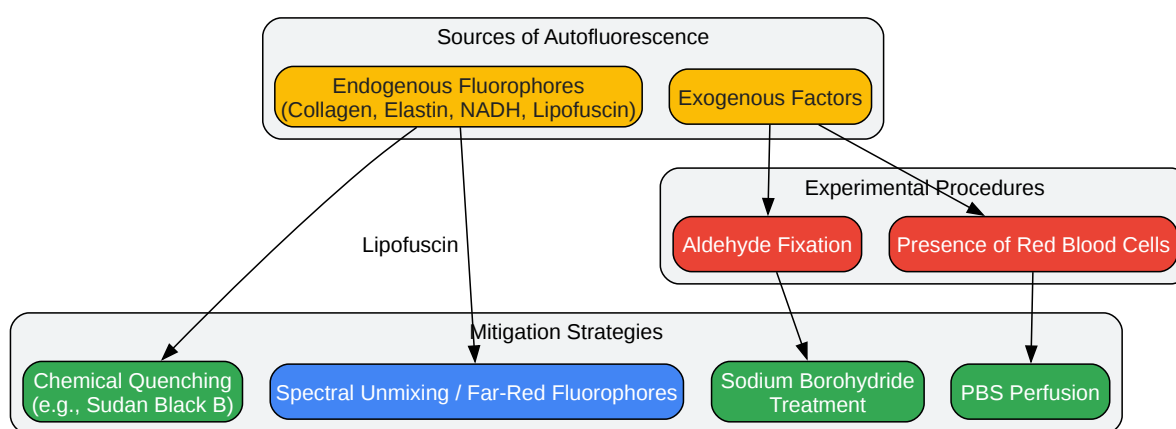 Sources of Autofluorescence
Endogenous Fluorophores
(Collagen, Elastin, NADH, Lipofuscin)
Exogenous Factors
Experimental Procedures
Aldehyde Fixation
Presence of Red Blood Cells
Lipofuscin
Mitigation Strategies
Chemical Quenching
(e.g., Sudan Black B)
Spectral Unmixing / Far-Red Fluorophores
Sodium Borohydride
Treatment
PBS Perfusion